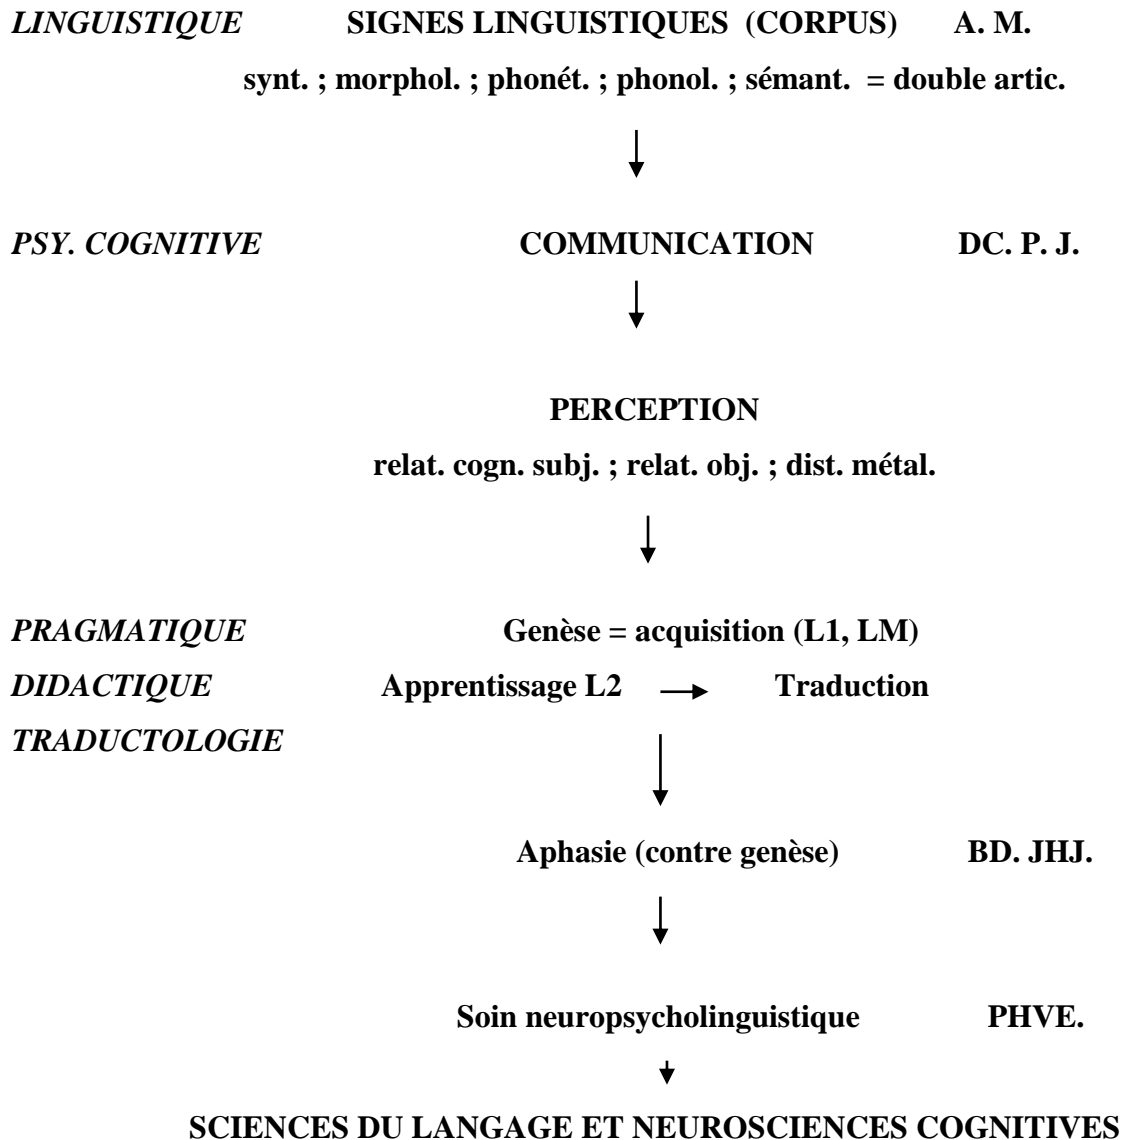 LINGUISTIQUE SIGNES LINGUISTIQUES (CORPUS) A. M.
synt. ; morphol. ; phonét. ; phonol. ; sémant. = double artic.
PSY. COGNITIVE COMMUNICATION DC. P. J.
PERCEPTION
relat. cogn. subj. ; relat. obj. ; dist. métal.
PRAGMATIQUE Genèse = acquisition (L1, LM)
DIDACTIQUE Apprentissage L2 Traduction
TRADUCTOLOGIE
Aphasie (contre genèse) BD. JHJ.
Soin neuropsycholinguistique PHVE.
SCIENCES DU LANGAGE ET NEUROSCIENCES COGNITIVES